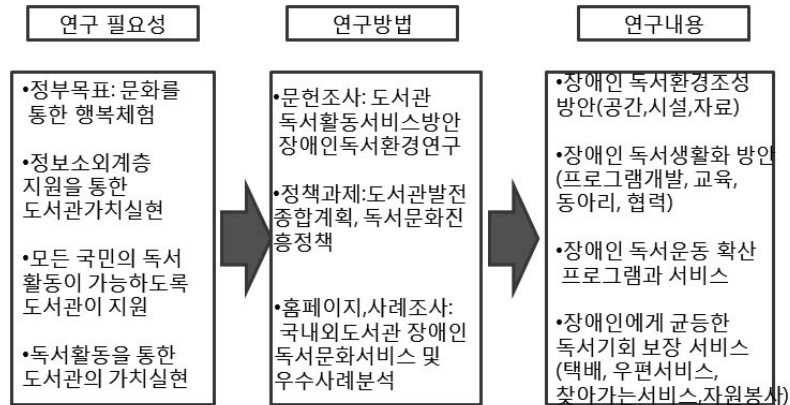 연구 필요성
연구방법
연구내용
•정부목표: 문화를
통한 행복체험
•정보소외계층
지원을 통한
도서관가치실현
•모든 국민의 독서
활동이 가능하도록
도서관이 지원
•독서활동을 통한
도서관의 가치실현
•문헌조사: 도서관
독서활동서비스방안
장애인독서환경연구
•정책과제:도서관발전
종합계획, 독서문화진
흥정책
•홈페이지,사례조사:
국내외도서관 장애인
독서문화서비스 및
우수사례분석
•장애인 독서환경조성
방안(공간,시설,자료)
•장애인 독서생활화 방안
(프로그램개발, 교육,
동아리, 협력)
•장애인 독서운동 확산
프로그램과 서비스
•장애인에게 균등한
독서기회 보장 서비스
(택배, 우편서비스,
찾아가는서비스,자원봉사)